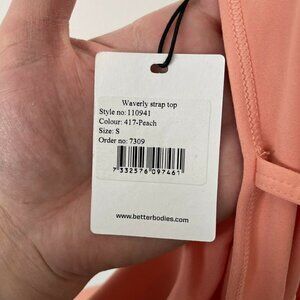 Waverly strap top
Style no: 110941
Colour: 417-Peach
Size: S
Order no: 7309
7 332576 097461
www.betterbodies.com